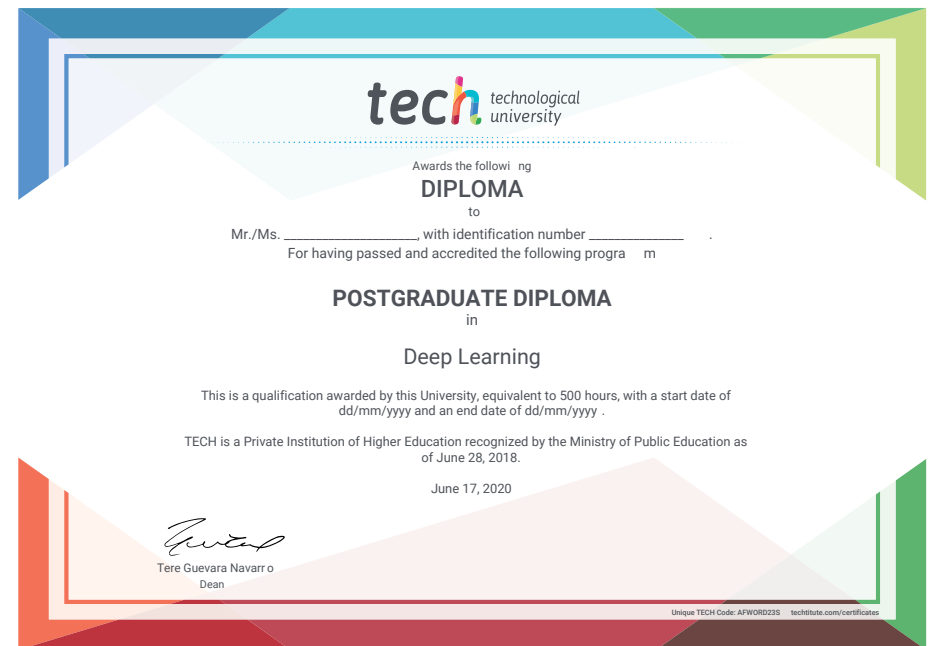 tech technological
university
Awards the followi ng
DIPLOMA
to
Mr./Ms. _____________________, with identification number _______________ .
For having passed and accredited the following progra m
POSTGRADUATE DIPLOMA
in
Deep Learning
This is a qualification awarded by this University, equivalent to 500 hours, with a start date of
dd/mm/yyyy and an end date of dd/mm/yyyy .
TECH is a Private Institution of Higher Education recognized by the Ministry of Public Education as
of June 28, 2018.
June 17, 2020
Tere Guevara Navarr o
Dean
Unique TECH Code: AFWORD23S techtitute.com/certificates